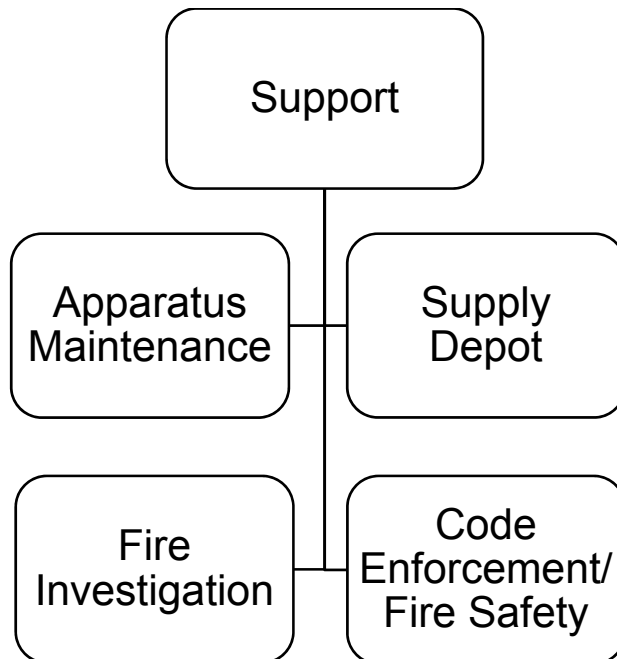 Support
Apparatus
Maintenance
Supply
Depot
Fire
Investigation
Code
Enforcement/
Fire Safety